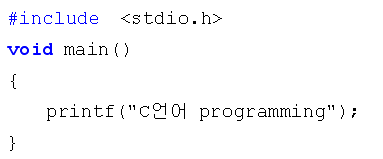 #include <stdio.h>
void main()
{
printf("C언어 programming");
}